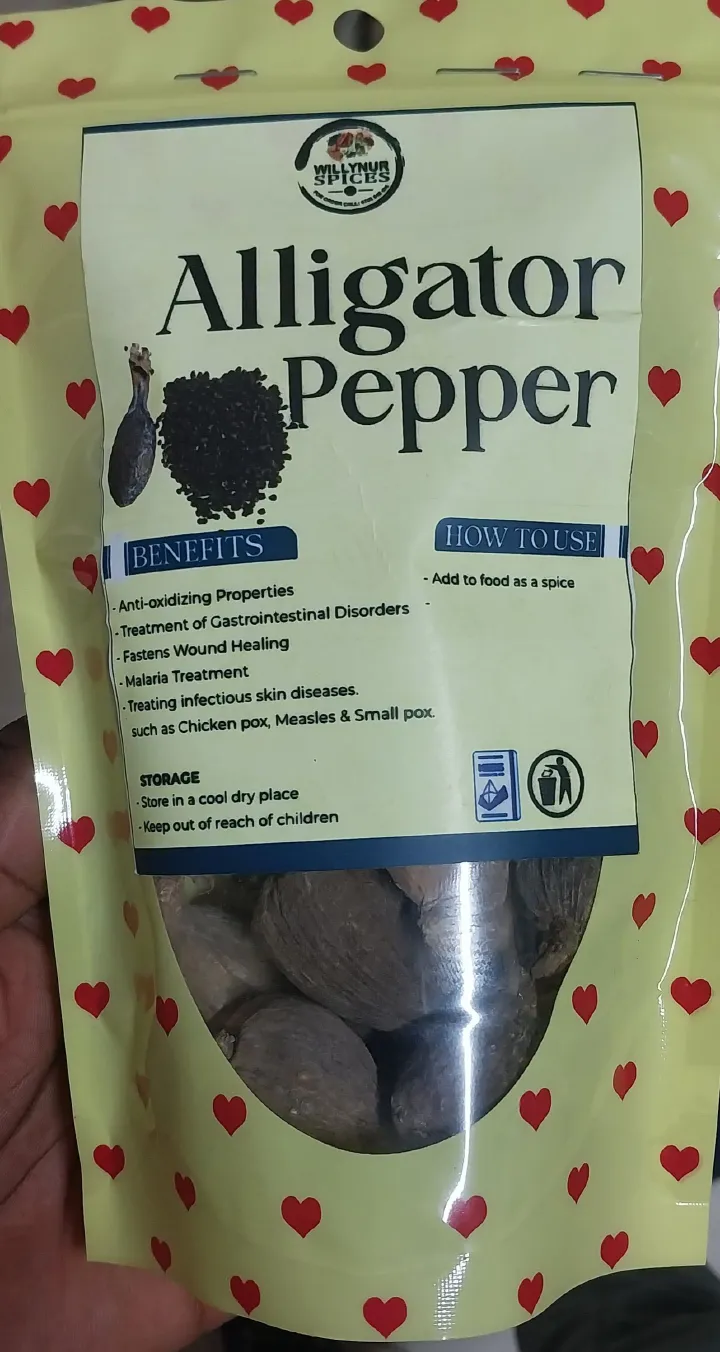 WILLYNUR
SPICES
Alligator
Pepper
BENEFITS
- Anti-oxidizing Properties
- Treatment of Gastrointestinal Disorders
- Fastens Wound Healing
- Malaria Treatment
- Treating infectious skin diseases.
such as Chicken pox, Measles & Small pox.
HOW TO USE
- Add to food as a spice
-
STORAGE
- Store in a cool dry place
- Keep out of reach of children